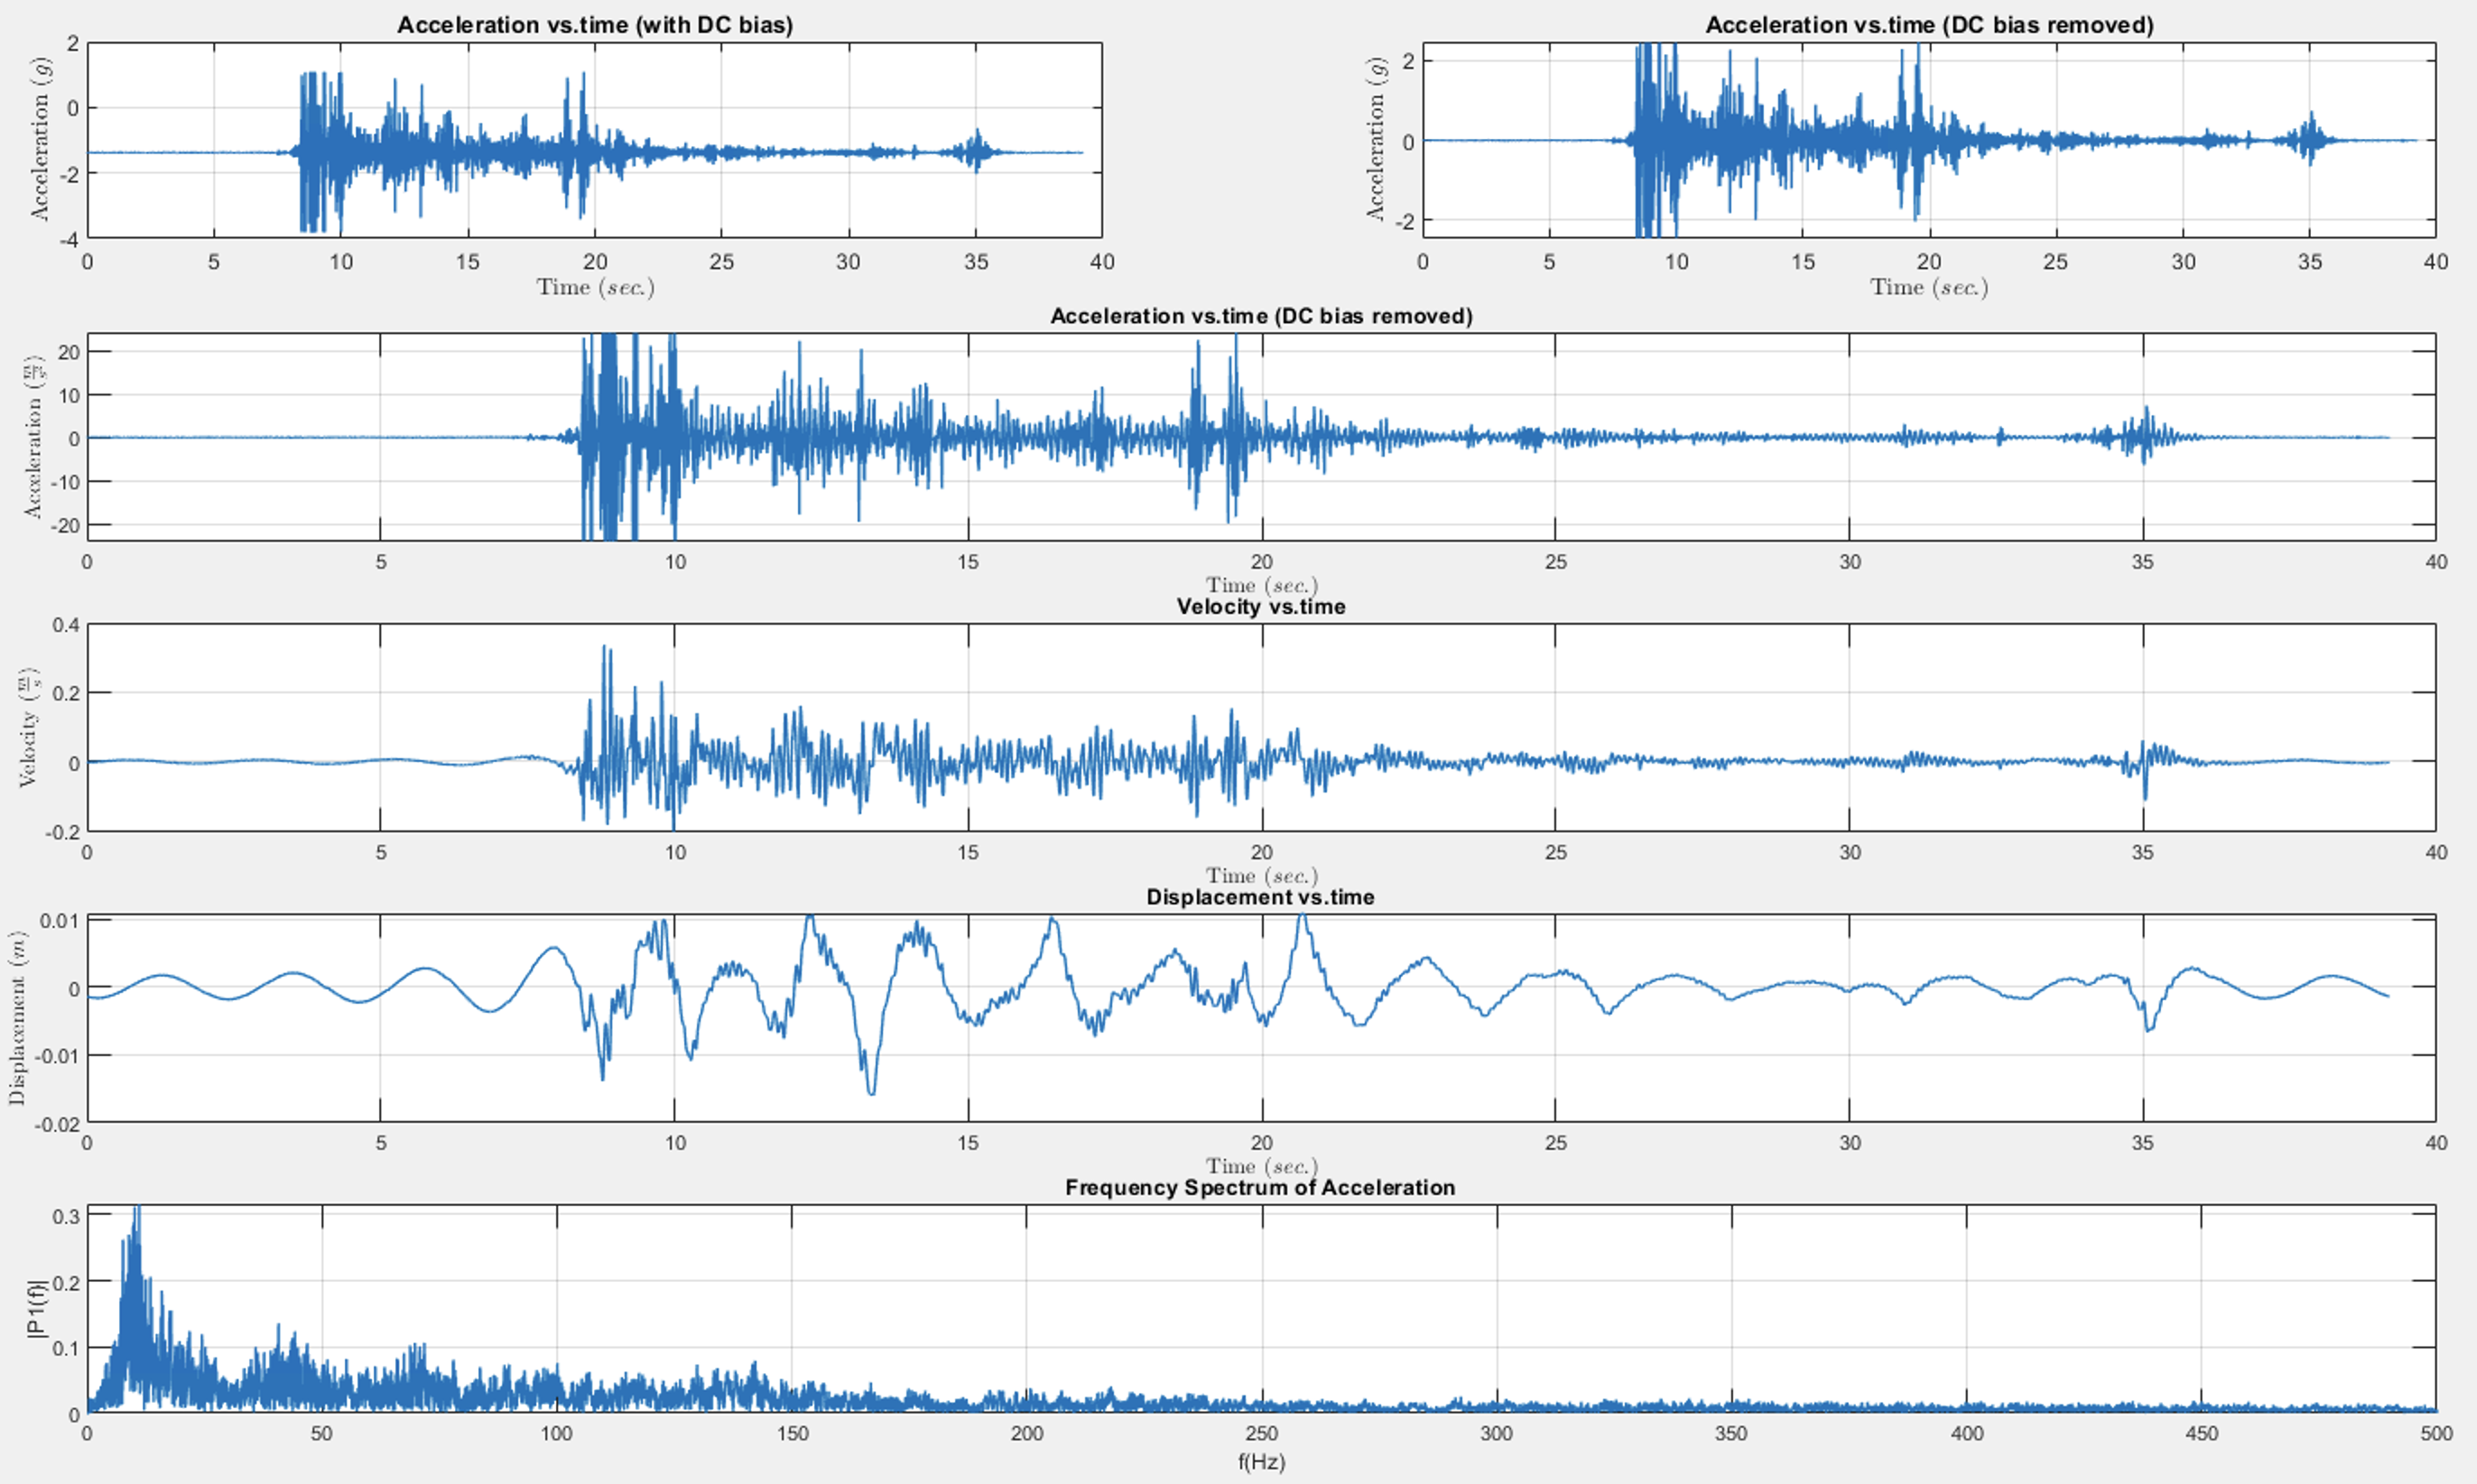 Acceleration vs.time (with DC bias)
Acceleration (g)
2
0
-2
-4
0 5 10 15 20 25 30 35 40
Time (sec.)
Acceleration vs.time (DC bias removed)
Acceleration (g)
2
0
-2
0 5 10 15 20 25 30 35 40
Time (sec.)
Acceleration vs.time (DC bias removed)
20
10
0
-10
-20
Acceleration
0 5 10 15 20 25 30 35 40
Time (sec.)
Velocity vs.time
Velocity (m/s)
0.4
0.2
0
-0.2
0 5 10 15 20 25 30 35 40
Time (sec.)
Displacement vs.time
Displacement (m)
0.01
0
-0.01
-0.02
0 5 10 15 20 25 30 35 40
Time (sec.)
Frequency Spectrum of Acceleration
|P1(f)|
0.3
0.2
0.1
0
0 50 100 150 200 250 300 350 400 450 500
f(Hz)